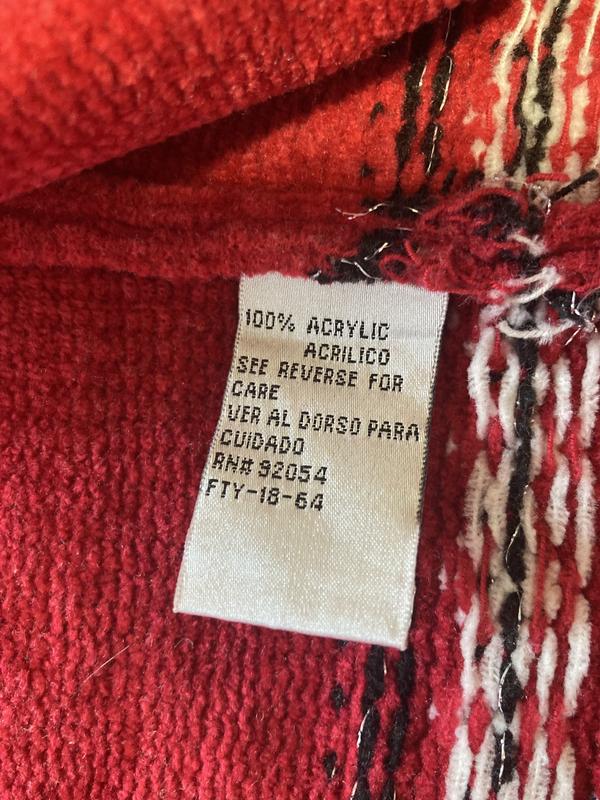 100% ACRYLIC
ACRILICO
SEE REVERSE FOR
CARE
VER AL DORSO PARA
CUIDADO
RN# 92054
FTY-18-64